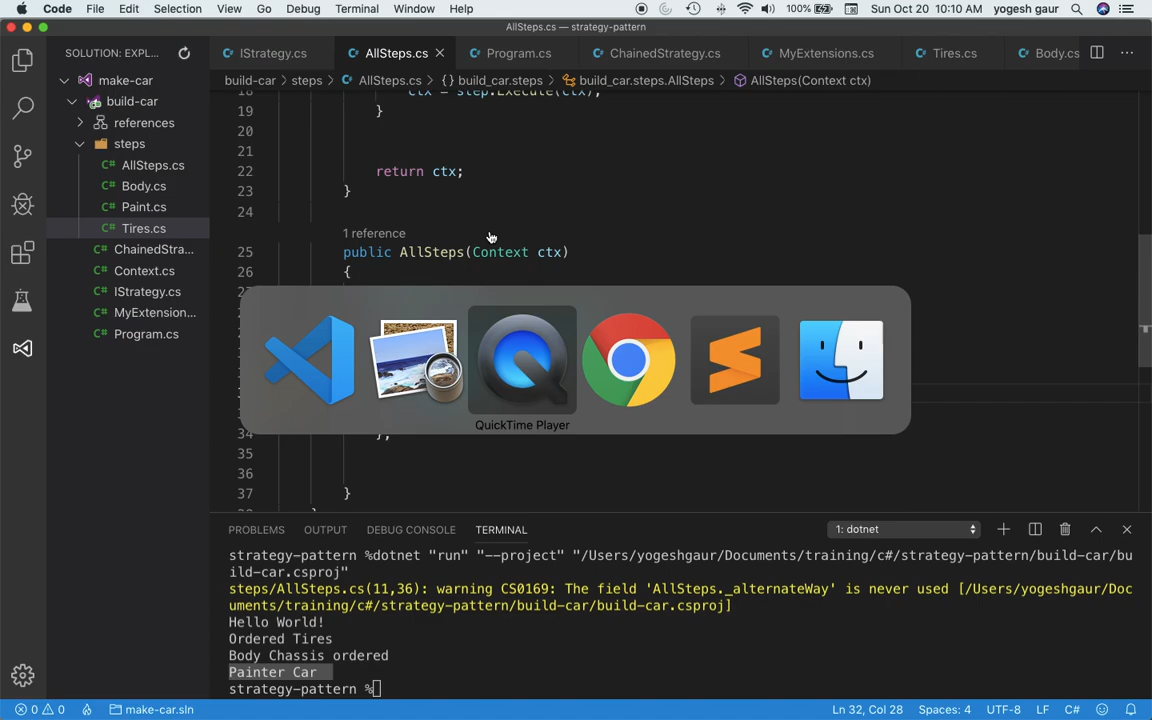 Code File Edit Selection View Go Debug Terminal Window Help 100% Sun Oct 20 10:10 AM yogesh gaur
AllSteps.cs — strategy-pattern
SOLUTION: EXPL...
IStrategy.cs AllSteps.cs Program.cs ChainedStrategy.cs MyExtensions.cs Tires.cs Body.cs
build-car > steps > AllSteps.cs > {} build_car.steps > build_car.steps.AllSteps > AllSteps(Context ctx)
make-car
build-car
references
steps
AllSteps.cs
Body.cs
Paint.cs
Tires.cs
ChainedStra...
Context.cs
IStrategy.cs
MyExtension...
Program.cs
18 ctx = step.Execute(ctx);
19 }
20
21
22 return ctx;
23 }
24
1 reference
25 public AllSteps(Context ctx)
26 {
QuickTime Player
34 };
35
36
37 }
PROBLEMS OUTPUT DEBUG CONSOLE TERMINAL 1: dotnet
strategy-pattern %dotnet "run" "--project" "/Users/yogeshgaur/Documents/training/c#/strategy-pattern/build-car/bu
ild-car.csproj"
steps/AllSteps.cs(11,36): warning CS0169: The field 'AllSteps._alternateWay' is never used [/Users/yogeshgaur/Doc
uments/training/c#/strategy-pattern/build-car/build-car.csproj]
Hello World!
Ordered Tires
Body Chassis ordered
Painter Car
strategy-pattern %
0 0 make-car.sln Ln 32, Col 28 Spaces: 4 UTF-8 LF C#